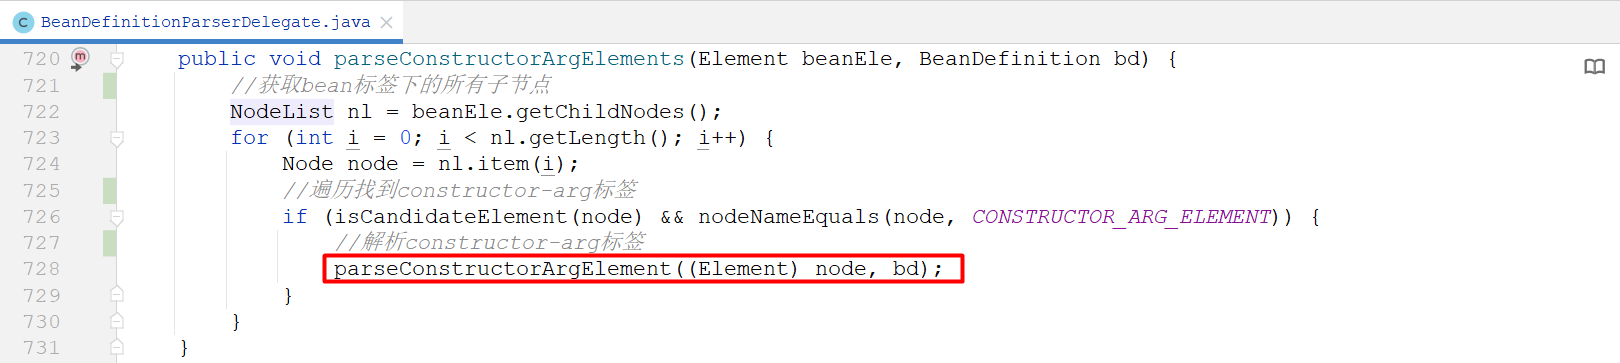 C BeanDefinitionParserDelegate.java ×
720 m public void parseConstructorArgElements(Element beanEle, BeanDefinition bd) {
721 //获取bean标签下的所有子节点
722 NodeList nl = beanEle.getChildNodes();
723 for (int i = 0; i < nl.getLength(); i++) {
724 Node node = nl.item(i);
725 //遍历找到constructor-arg标签
726 if (isCandidateElement(node) && nodeNameEquals(node, CONSTRUCTOR_ARG_ELEMENT)) {
727 //解析constructor-arg标签
728 parseConstructorArgElement((Element) node, bd);
729 }
730 }
731 }